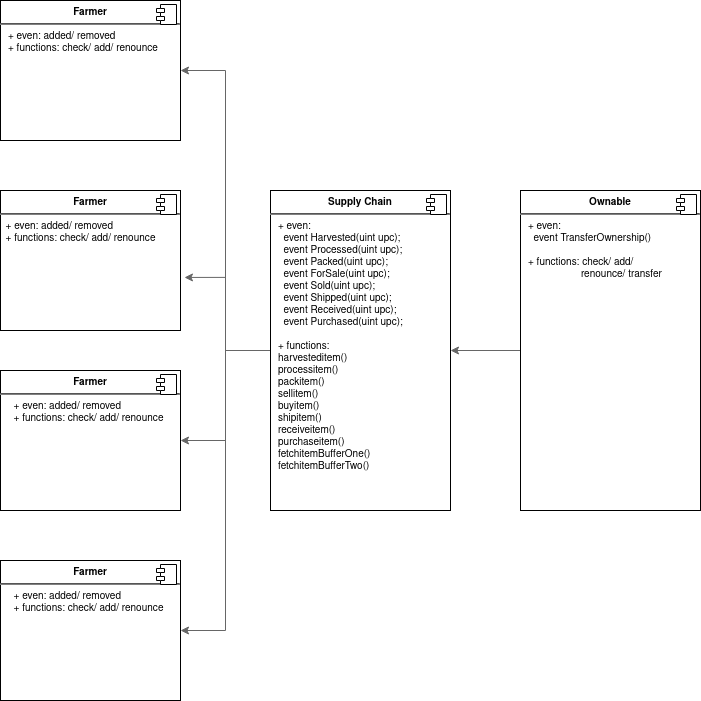 Farmer
+ even: added/ removed
+ functions: check/ add/ renounce
Farmer
+ even: added/ removed
+ functions: check/ add/ renounce
Farmer
+ even: added/ removed
+ functions: check/ add/ renounce
Farmer
+ even: added/ removed
+ functions: check/ add/ renounce
Supply Chain
+ even:
event Harvested(uint upc);
event Processed(uint upc);
event Packed(uint upc);
event ForSale(uint upc);
event Sold(uint upc);
event Shipped(uint upc);
event Received(uint upc);
event Purchased(uint upc);
+ functions:
harvesteditem()
processitem()
packitem()
sellitem()
buyitem()
shipitem()
receiveitem()
purchaseitem()
fetchitemBufferOne()
fetchitemBufferTwo()
Ownable
+ even:
event TransferOwnership()
+ functions: check/ add/
renounce/ transfer